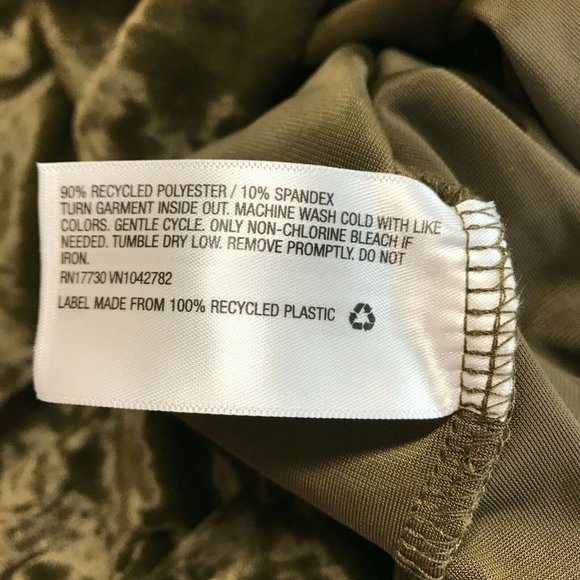 90% RECYCLED POLYESTER / 10% SPANDEX
TURN GARMENT INSIDE OUT. MACHINE WASH COLD WITH LIKE
COLORS. GENTLE CYCLE. ONLY NON-CHLORINE BLEACH IF
NEEDED. TUMBLE DRY LOW. REMOVE PROMPTLY. DO NOT
IRON.
RN17730 VN1042782
LABEL MADE FROM 100% RECYCLED PLASTIC